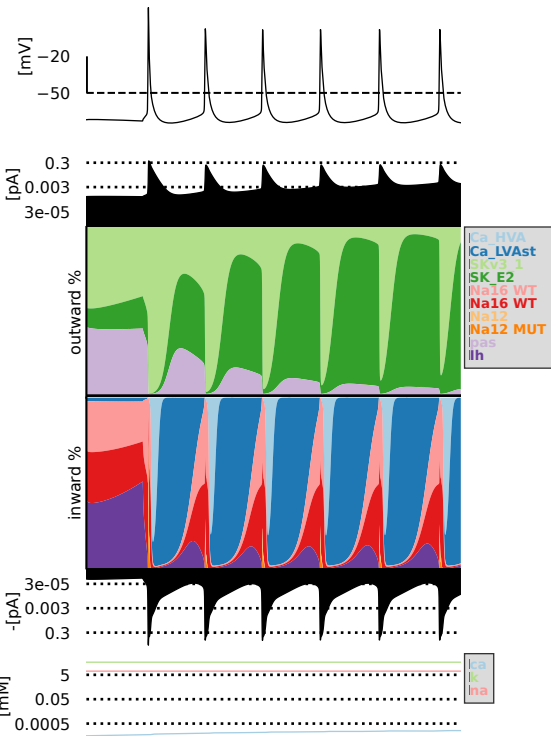 [mV]
−20
−50
[pA]
0.3
0.003
3e-05
outward %
Ca_HVA
Ca_LVAst
SKv3_1
SK_E2
Na16 WT
Na16 WT
Na12
Na12 MUT
pas
Ih
inward %
-[pA]
3e-05
0.003
0.3
[mM]
5
0.05
0.0005
ca
k
na